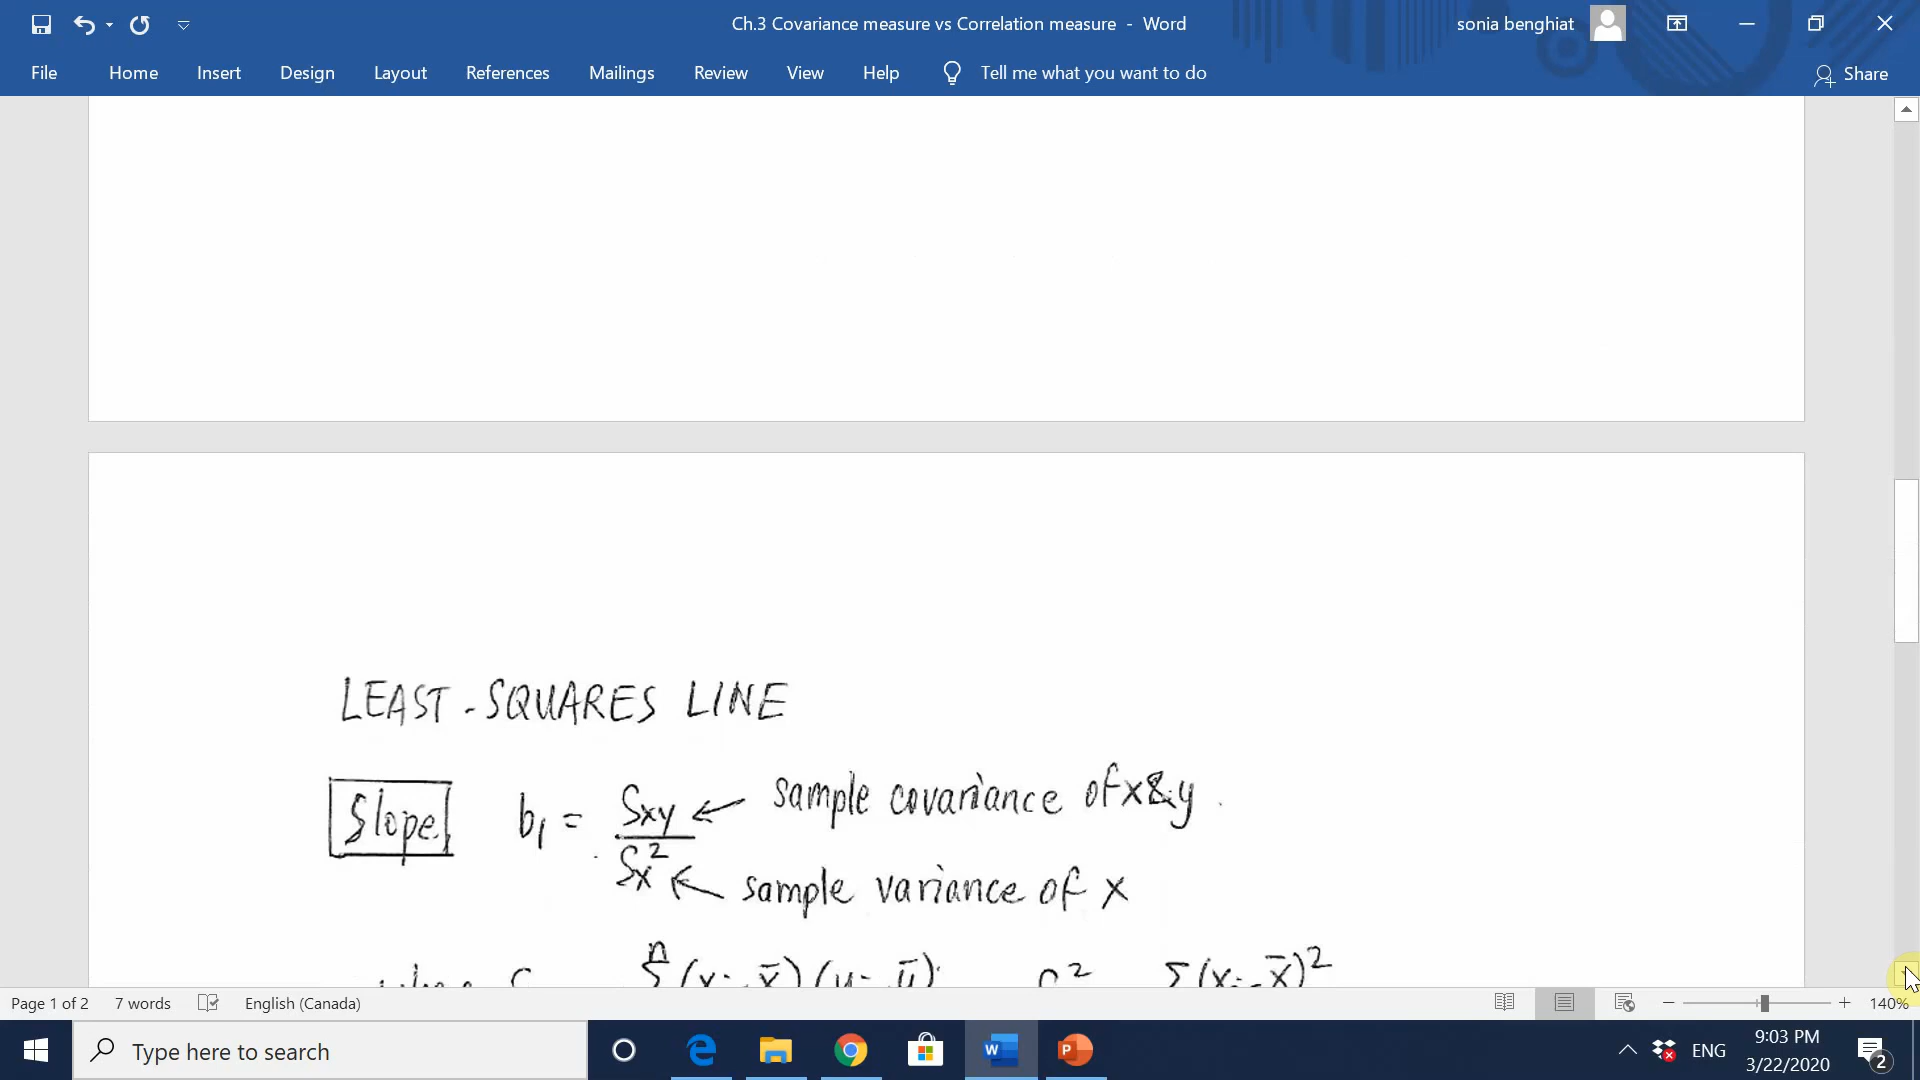 Ch.3 Covariance measure vs Correlation measure - Word
sonia benghiat
File Home Insert Design Layout References Mailings Review View Help Tell me what you want to do Share
LEAST-SQUARES LINE
Slope b₁ = Sxy ← sample covariance of x & y
Sx² ← sample variance of x
n
Σ (x - x̄)(y - ȳ) Σ(x - x̄)²
Page 1 of 2 7 words English (Canada) 140%
Type here to search
ENG
9:03 PM
3/22/2020
2